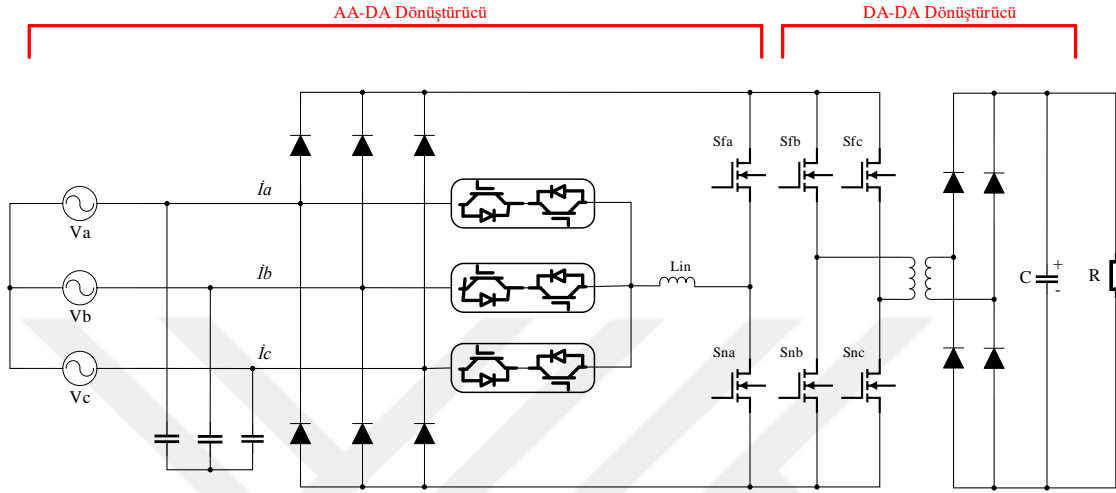 AA-DA Dönüştürücü
DA-DA Dönüştürücü
Sfa
Sfb
Sfc
İa
Va
İb
Lin
Vb
C
+
-
R
İc
Sna
Snb
Snc
Vc